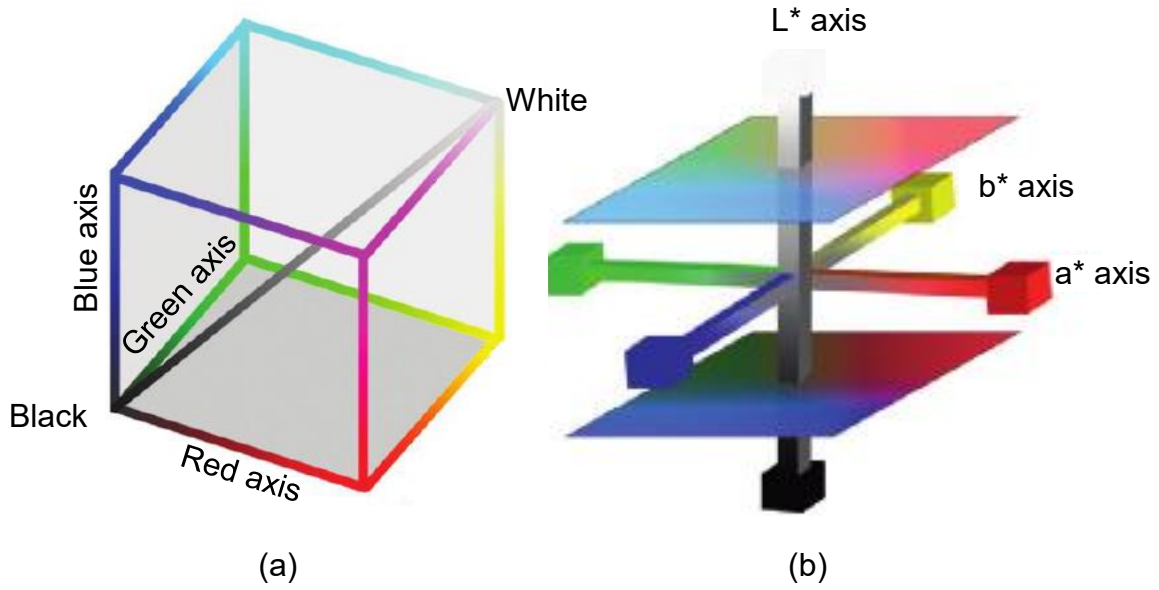 L* axis
White
b* axis
Blue axis
Green axis
a* axis
Black
Red axis
(a)
(b)